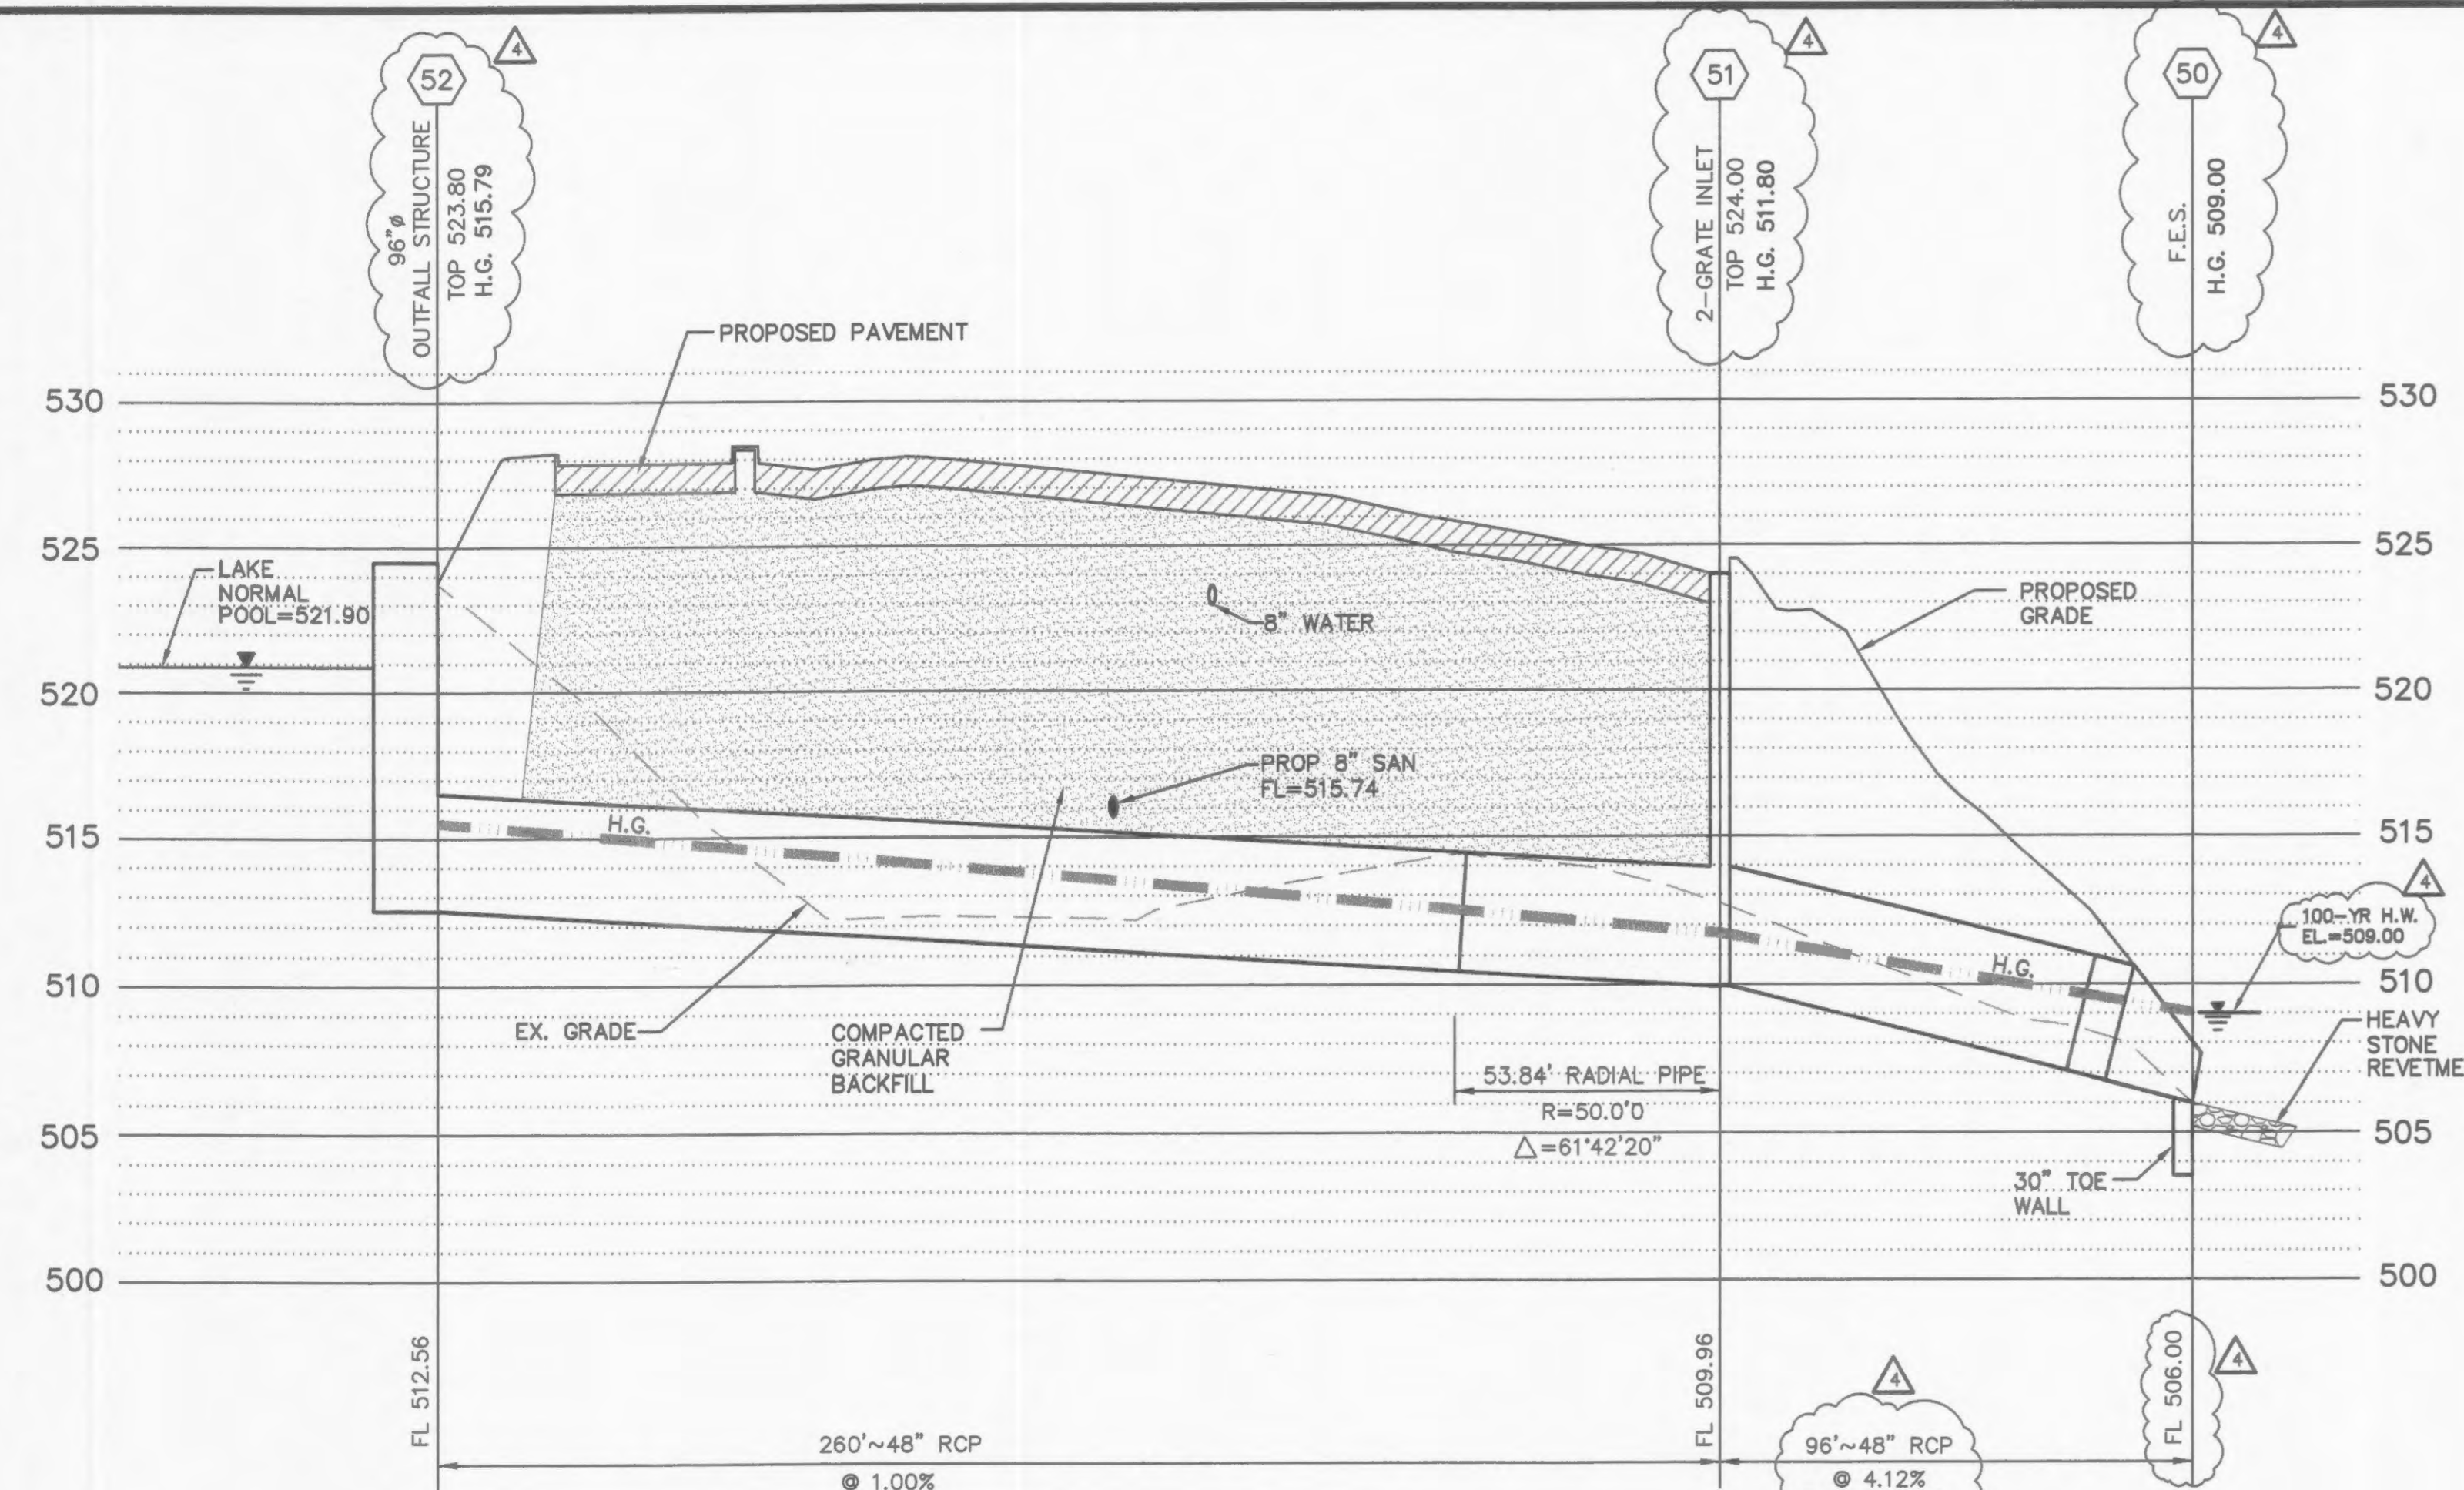 52
4
96"ø
OUTFALL STRUCTURE
TOP 523.80
H.G. 515.79
51
4
2-GRATE INLET
TOP 524.00
H.G. 511.80
50
4
F.E.S.
H.G. 509.00
PROPOSED PAVEMENT
530
530
525
525
LAKE
NORMAL
POOL=521.90
PROPOSED
GRADE
8" WATER
520
520
PROP 8" SAN
FL=515.74
515
515
H.G.
4
100-YR H.W.
EL.=509.00
H.G.
510
510
EX. GRADE
COMPACTED
GRANULAR
BACKFILL
HEAVY
STONE
REVETME
53.84' RADIAL PIPE
R=50.0'0
△=61°42'20"
505
505
30" TOE
WALL
500
500
FL 512.56
FL 509.96
FL 506.00
4
4
260'~48" RCP
@ 1.00%
96'~48" RCP
@ 4.12%